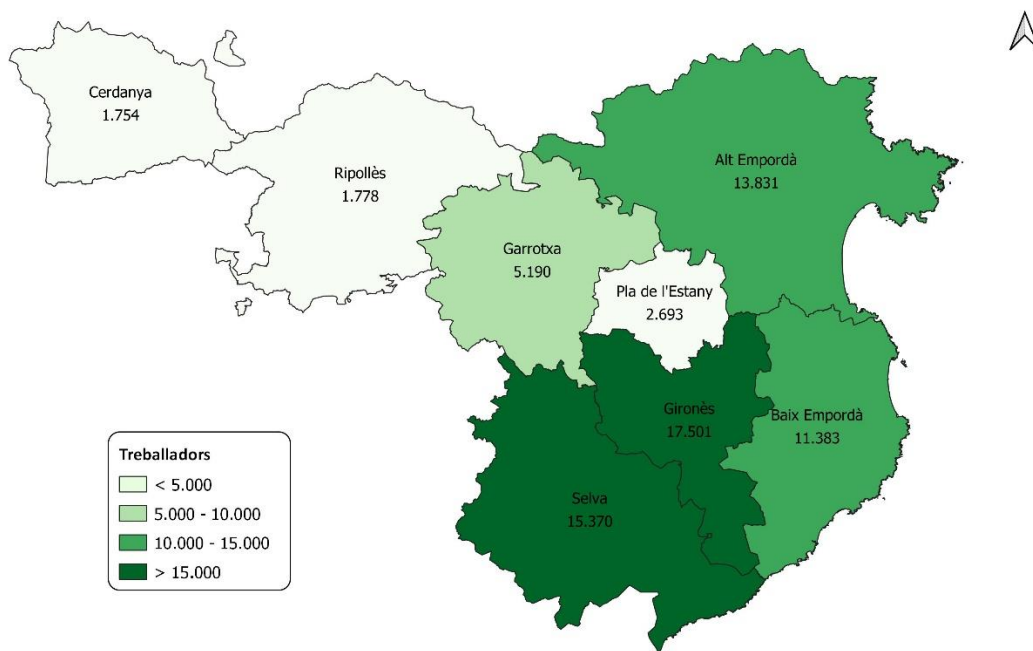 Cerdanya
1.754
Ripollès
1.778
Alt Empordà
13.831
Garrotxa
5.190
Pla de l'Estany
2.693
Gironès
17.501
Baix Empordà
11.383
Selva
15.370
Treballadors
< 5.000
5.000 - 10.000
10.000 - 15.000
> 15.000